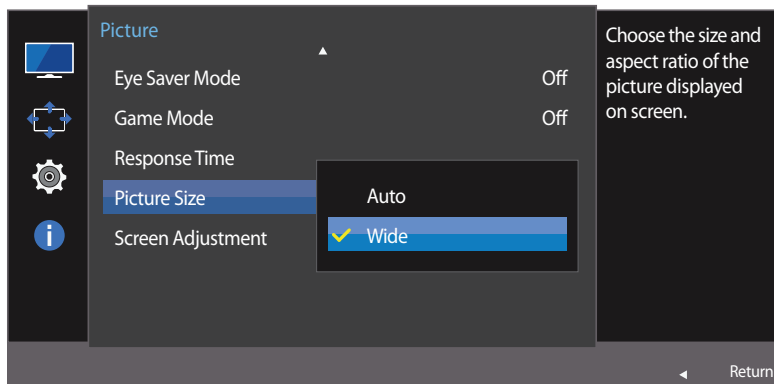 Picture
Eye Saver Mode Off
Game Mode Off
Response Time
Picture Size
Auto
Screen Adjustment
Wide
Choose the size and
aspect ratio of the
picture displayed
on screen.
Return